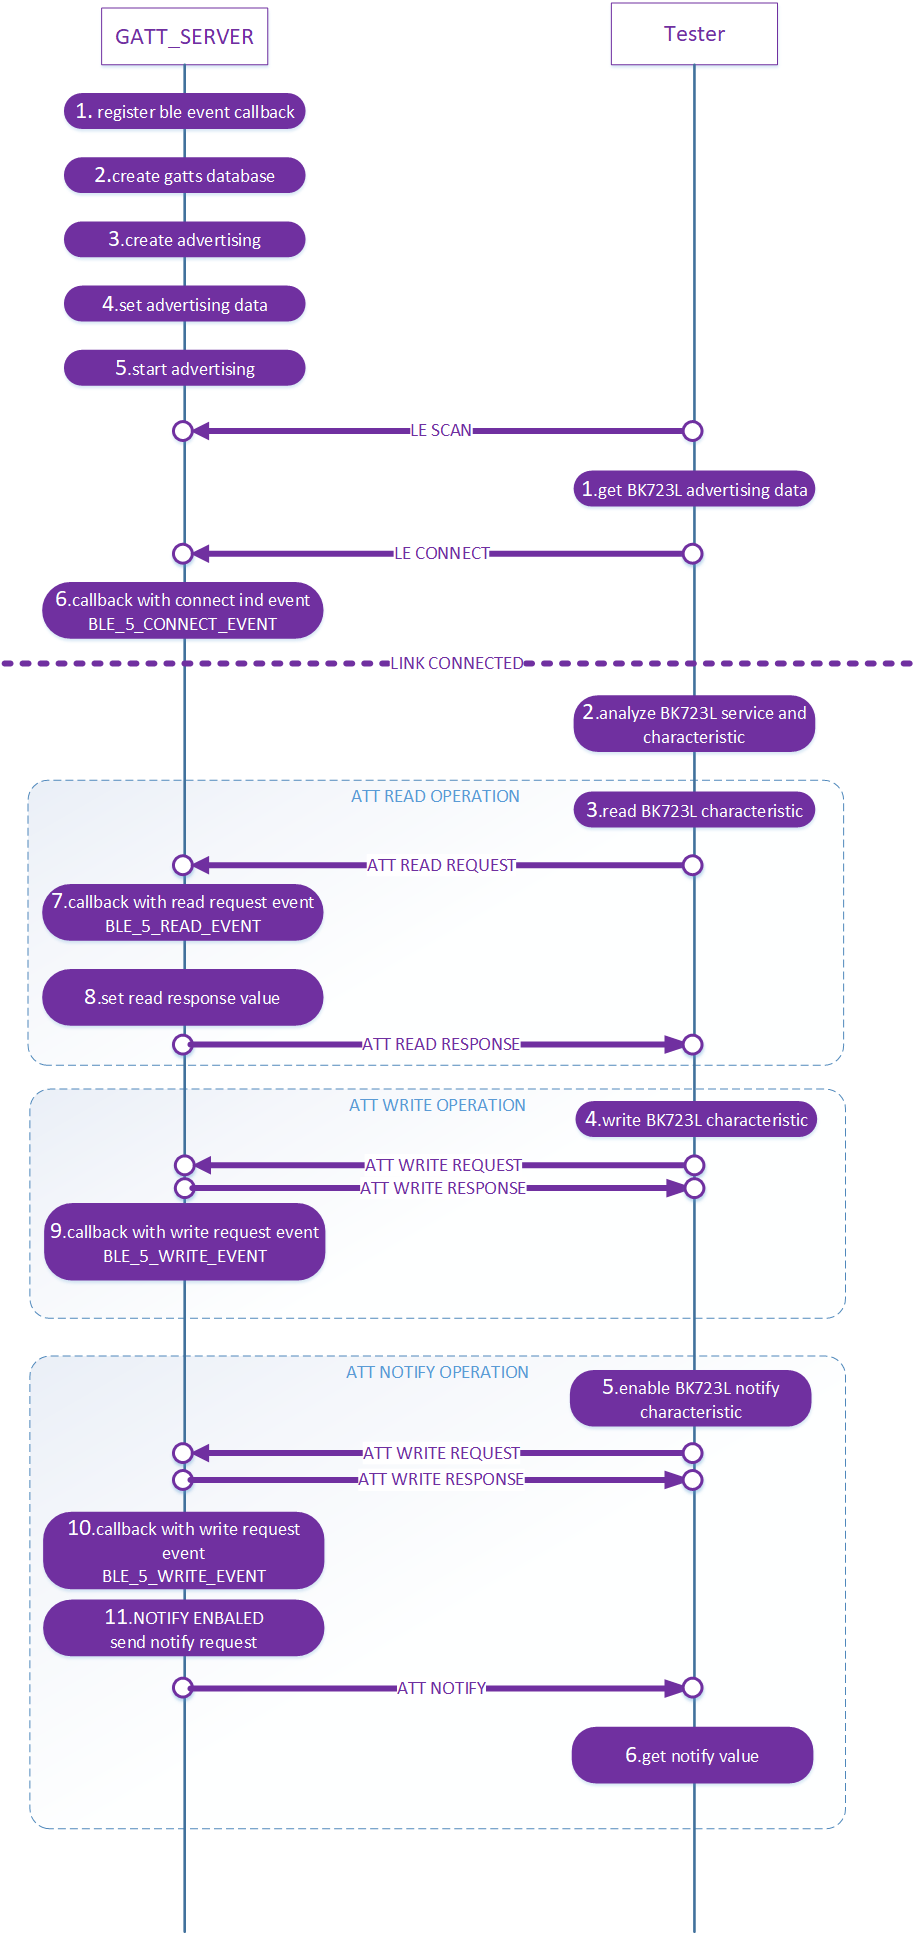 GATT_SERVER
Tester
1. register ble event callback
2.create gatts database
3.create advertising
4.set advertising data
5.start advertising
LE SCAN
1.get BK723L advertising data
LE CONNECT
6.callback with connect ind event
BLE_5_CONNECT_EVENT
LINK CONNECTED
2.analyze BK723L service and
characteristic
ATT READ OPERATION
3.read BK723L characteristic
ATT READ REQUEST
7.callback with read request event
BLE_5_READ_EVENT
8.set read response value
ATT READ RESPONSE
ATT WRITE OPERATION
4.write BK723L characteristic
ATT WRITE REQUEST
ATT WRITE RESPONSE
9.callback with write request event
BLE_5_WRITE_EVENT
ATT NOTIFY OPERATION
5.enable BK723L notify
characteristic
ATT WRITE REQUEST
ATT WRITE RESPONSE
10.callback with write request
event
BLE_5_WRITE_EVENT
11.NOTIFY ENBALED
send notify request
ATT NOTIFY
6.get notify value